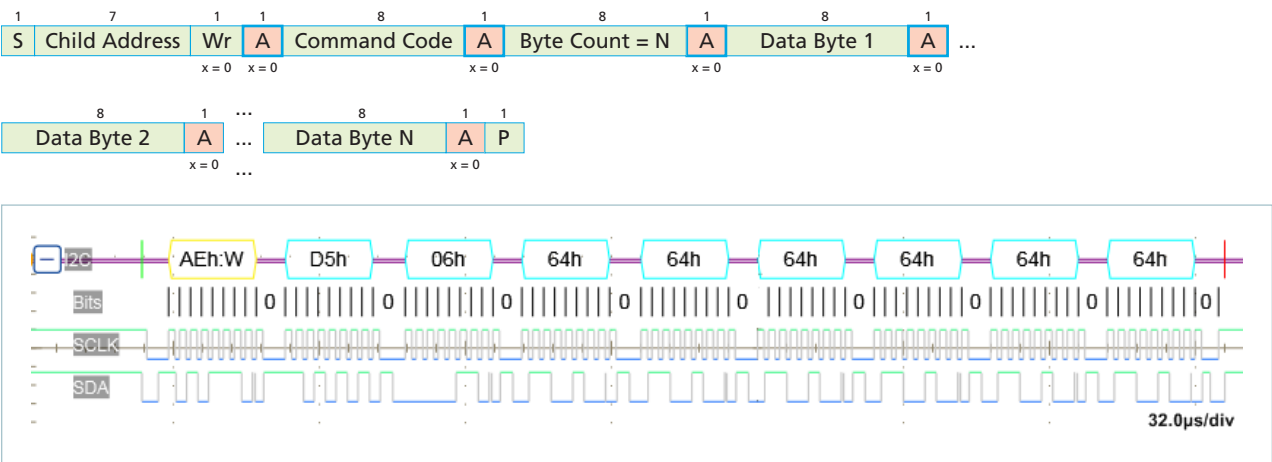 1 7 1 1 8 1 8 1 8 1
S Child Address Wr A Command Code A Byte Count = N A Data Byte 1 A ...
x = 0 x = 0 x = 0 x = 0 x = 0
8 1 ... 8 1 1
Data Byte 2 A ... Data Byte N A P
x = 0 ... x = 0
I2C AEh:W D5h 06h 64h 64h 64h 64h 64h 64h
Bits 0 0 0 0 0 0 0 0 0
SCLK
SDA
32.0µs/div